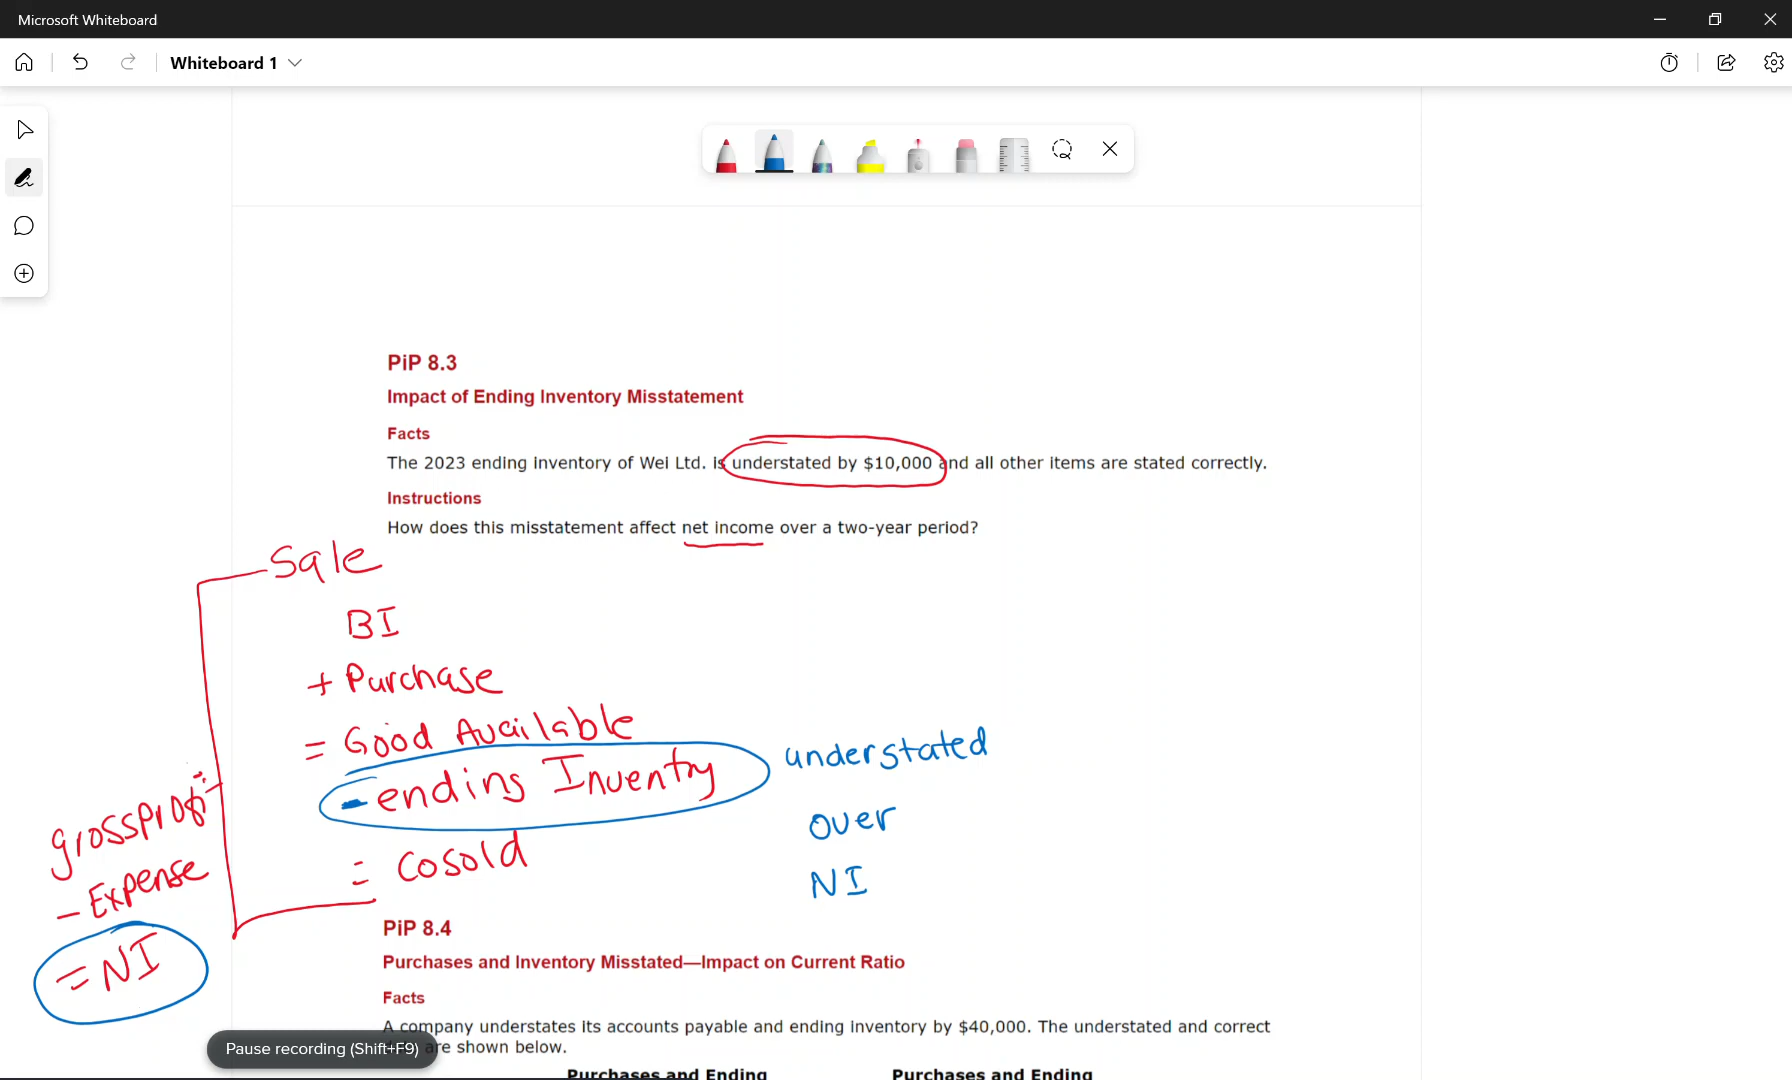 Microsoft Whiteboard
Whiteboard 1
PiP 8.3
Impact of Ending Inventory Misstatement
Facts
The 2023 ending inventory of Wei Ltd. is understated by $10,000 and all other items are stated correctly.
Instructions
How does this misstatement affect net income over a two-year period?
Sale
BI
+ Purchase
= Good Available
- ending Inventry
understated
over
= Cosold
NI
grossprof
- Expense
= NI
PiP 8.4
Purchases and Inventory Misstated—Impact on Current Ratio
Facts
A company understates its accounts payable and ending inventory by $40,000. The understated and correct
are shown below.
Pause recording (Shift+F9)
Purchases and Ending
Purchases and Ending